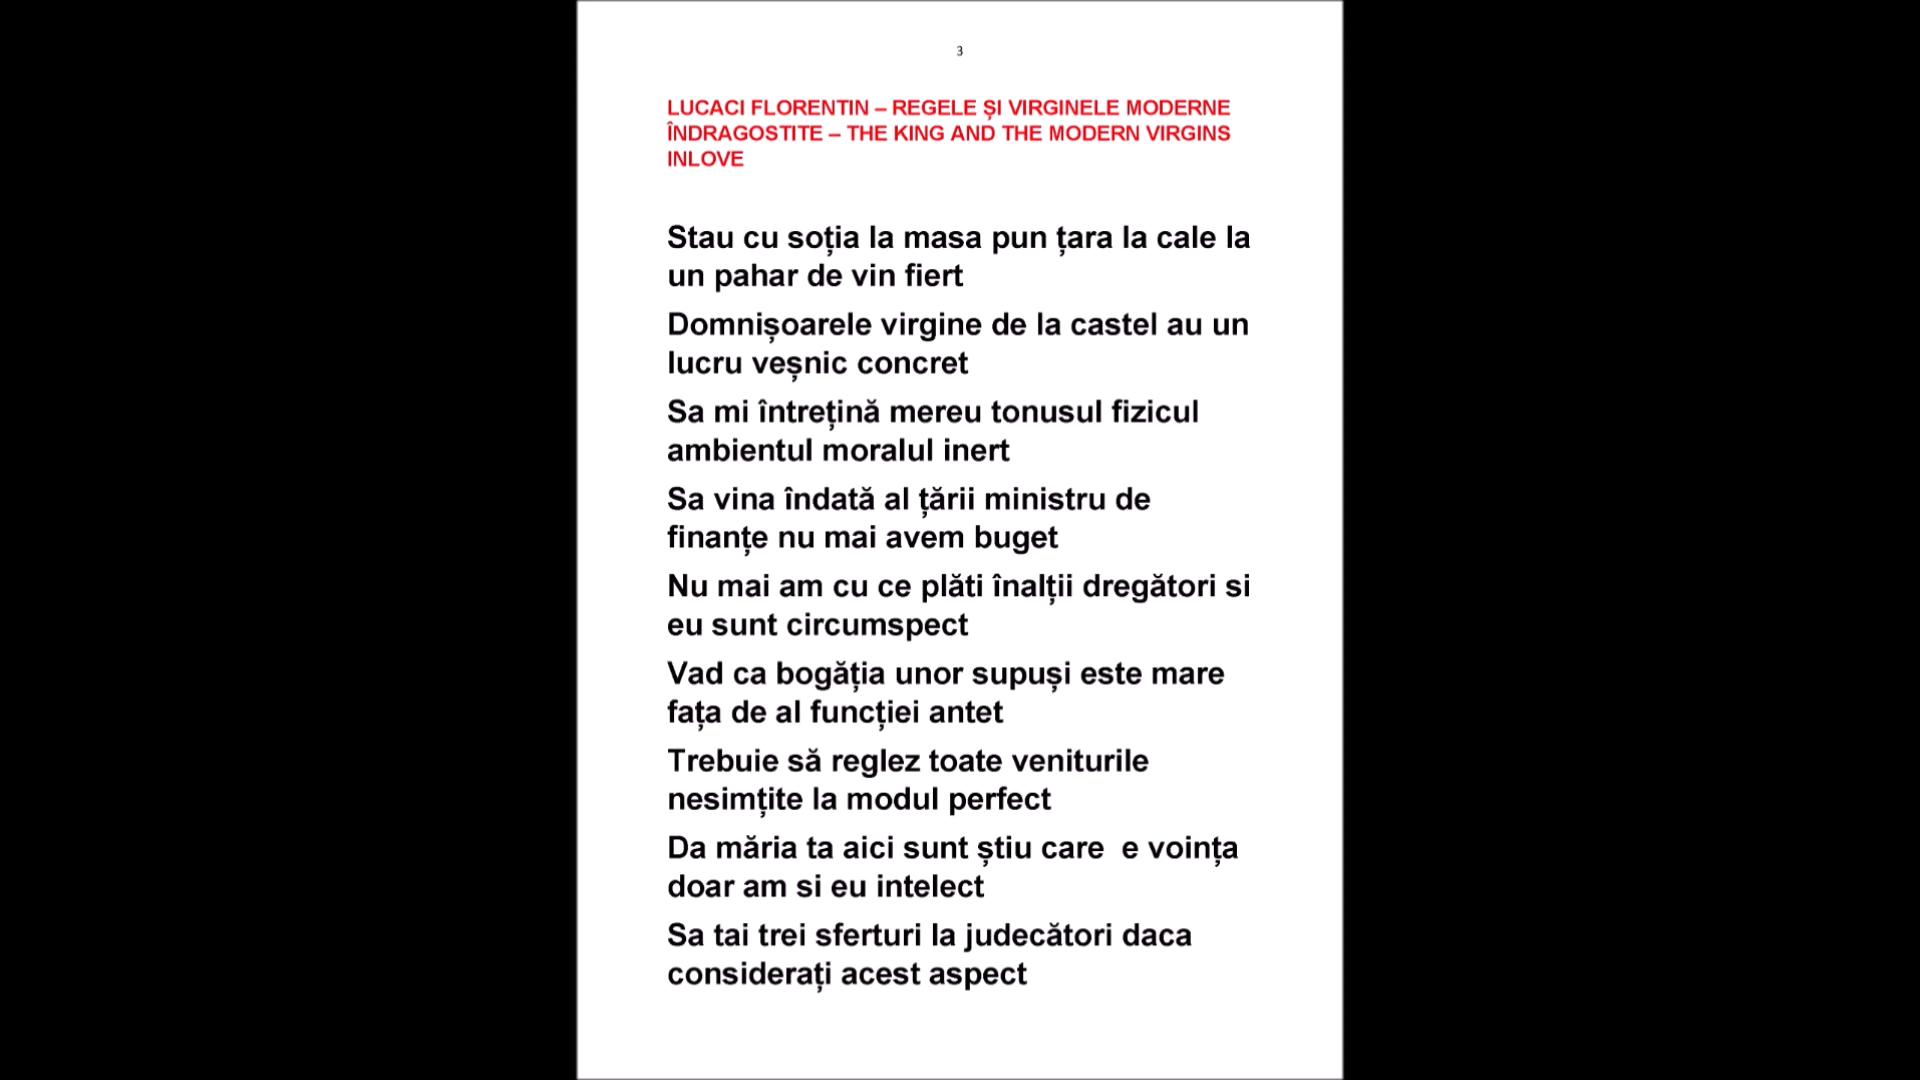 3
LUCACI FLORENTIN – REGELE ȘI VIRGINELE MODERNE
ÎNDRAGOSTITE – THE KING AND THE MODERN VIRGINS
INLOVE
Stau cu soția la masa pun țara la cale la
un pahar de vin fiert
Domnișoarele virgine de la castel au un
lucru veșnic concret
Sa mi întrețină mereu tonusul fizicul
ambientul moralul inert
Sa vina îndată al țării ministru de
finanțe nu mai avem buget
Nu mai am cu ce plăti înalții dregători si
eu sunt circumspect
Vad ca bogăția unor supuși este mare
fața de al funcției antet
Trebuie să reglez toate veniturile
nesimțite la modul perfect
Da măria ta aici sunt știu care  e voința
doar am si eu intelect
Sa tai trei sferturi la judecători daca
considerați acest aspect